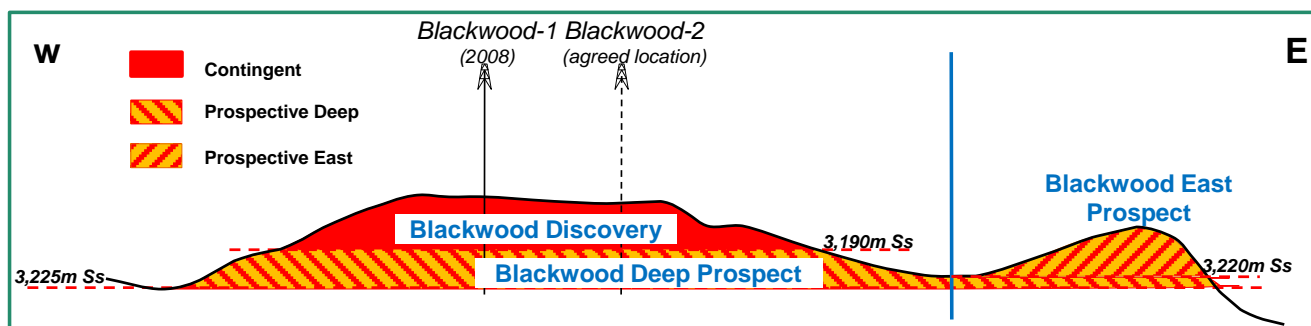 Blackwood-1 Blackwood-2
(2008) (agreed location)
W
E
Contingent
Prospective Deep
Prospective East
Blackwood East
Prospect
Blackwood Discovery
3,190m Ss
Blackwood Deep Prospect
3,225m Ss
3,220m Ss